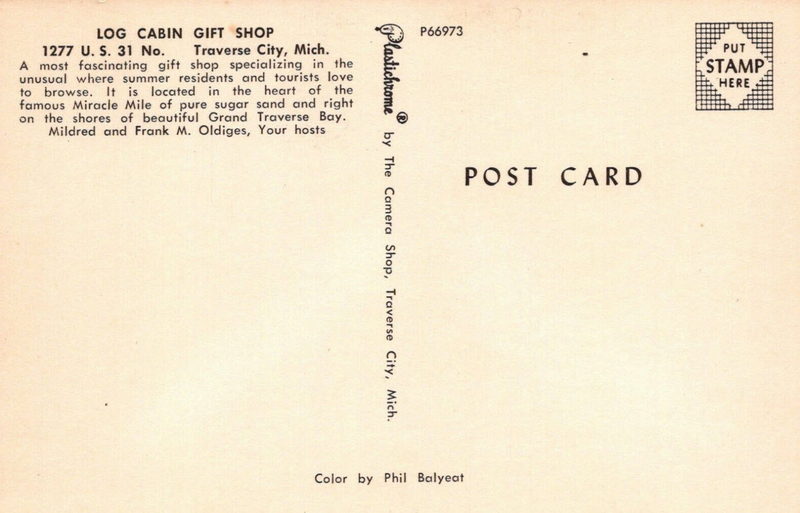 LOG CABIN GIFT SHOP
1277 U. S. 31 No. Traverse City, Mich.
A most fascinating gift shop specializing in the
unusual where summer residents and tourists love
to browse. It is located in the heart of the
famous Miracle Mile of pure sugar sand and right
on the shores of beautiful Grand Traverse Bay.
Mildred and Frank M. Oldiges, Your hosts
Plastichrome ® by The Camera Shop, Traverse City, Mich.
P66973
PUT
STAMP
HERE
POST CARD
Color by Phil Balyeat